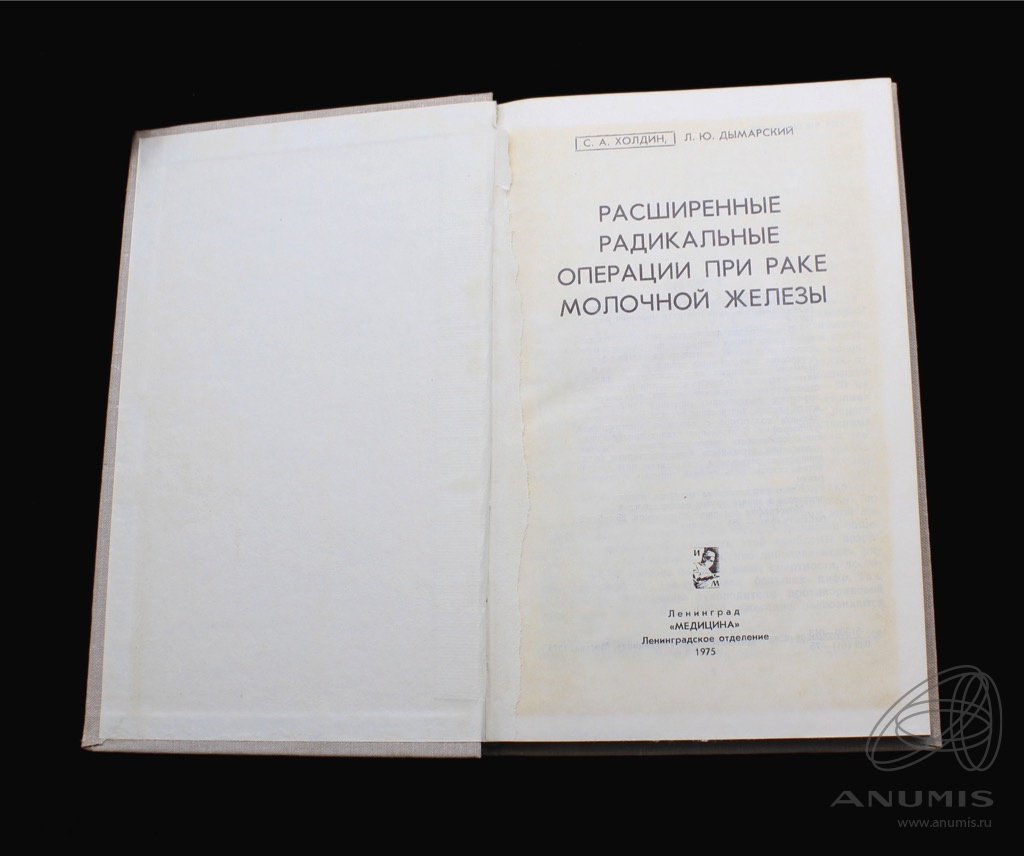 С. А. ХОЛДИН, Л. Ю. ДЫМАРСКИЙ
РАСШИРЕННЫЕ
РАДИКАЛЬНЫЕ
ОПЕРАЦИИ ПРИ РАКЕ
МОЛОЧНОЙ ЖЕЛЕЗЫ
И
М
Ленинград
«МЕДИЦИНА»
Ленинградское отделение
1975
ANUMIS
www.anumis.ru